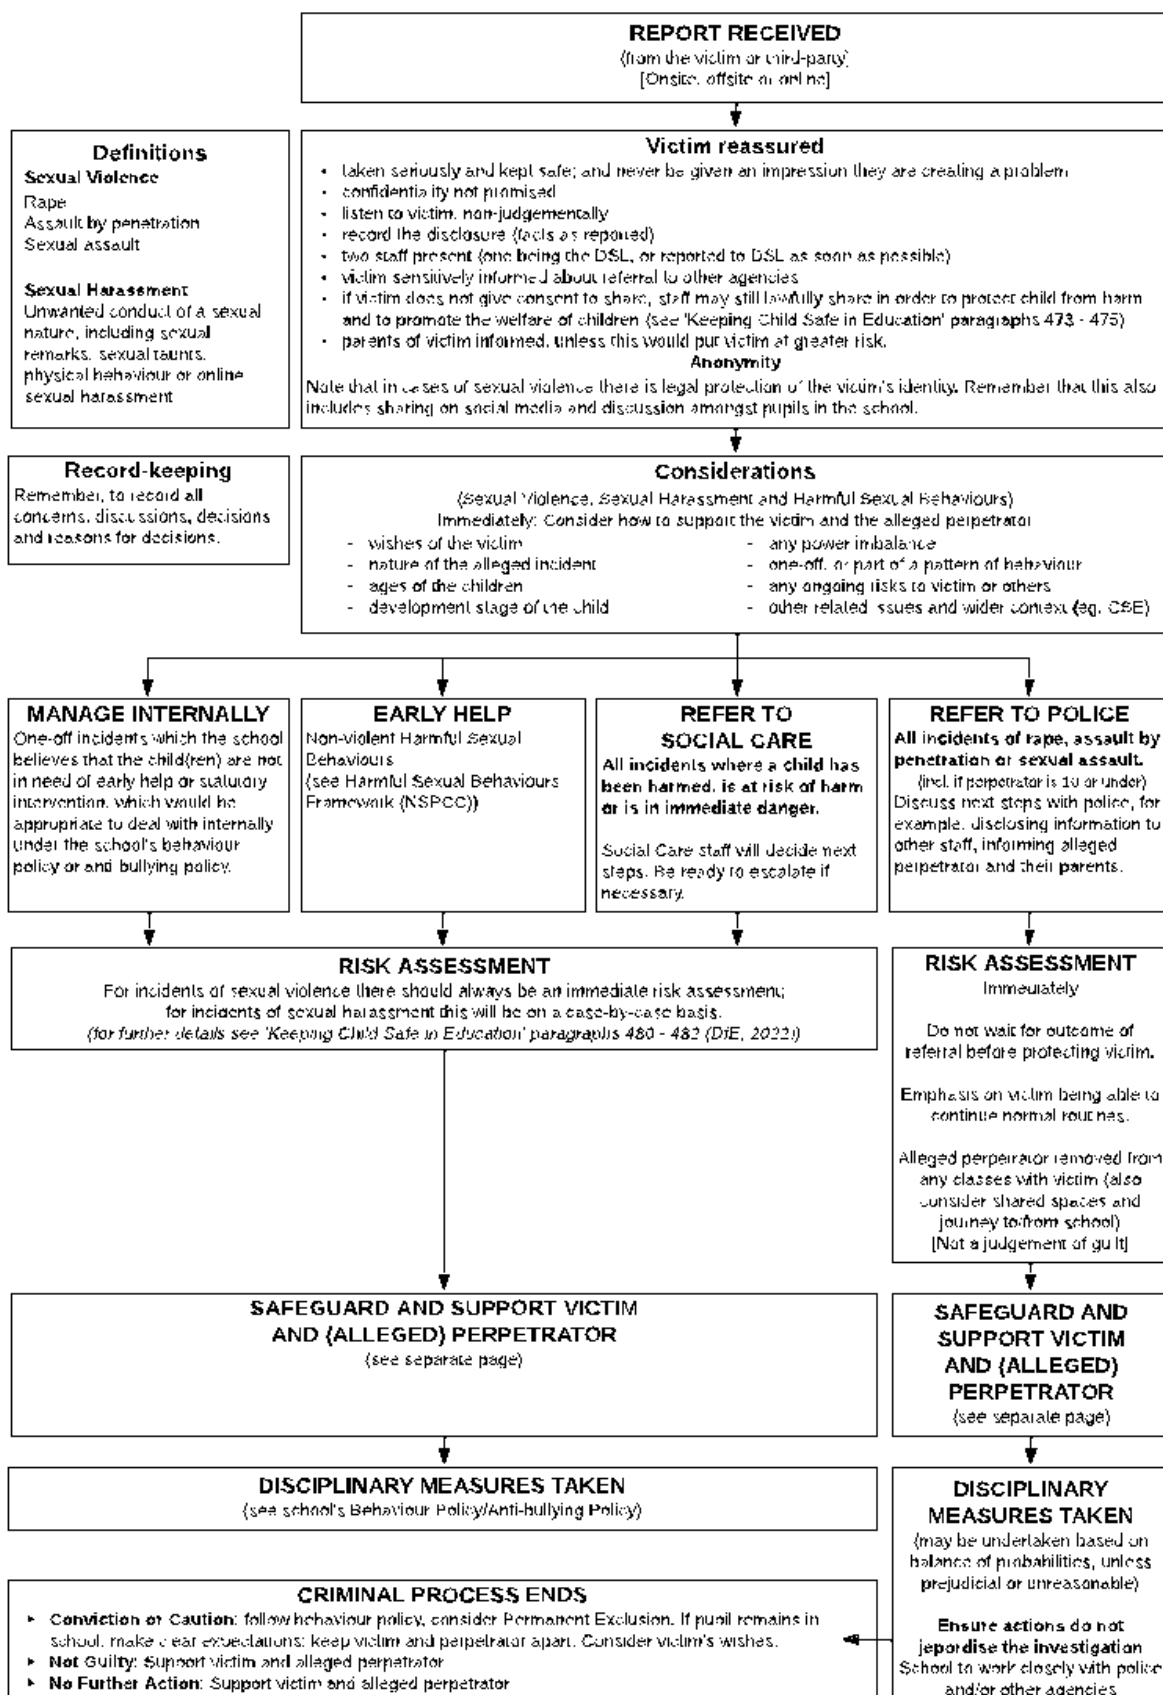 REPORT RECEIVED
(from the victim or third-party)
[Onsite, offsite or online]
Definitions
Sexual Violence
Rape
Assault by penetration
Sexual assault
Sexual Harassment
Unwanted conduct of a sexual
nature, including sexual
remarks, sexual taunts,
physical behaviour or online
sexual harassment
Victim reassured
• taken seriously and kept safe; and never be given an impression they are creating a problem
• confidentiality not promised
• listen to victim, non-judgementally
• record the disclosure (facts as reported)
• two staff present (one being the DSL, or reported to DSL as soon as possible)
• victim sensitively informed about referral to other agencies
• if victim does not give consent to share, staff may still lawfully share in order to protect child from harm
and to promote the welfare of children (see 'Keeping Child Safe in Education' paragraphs 473 - 475)
• parents of victim informed, unless this would put victim at greater risk.
Anonymity
Note that in cases of sexual violence there is legal protection of the victim's identity. Remember that this also
includes sharing on social media and discussion amongst pupils in the school.
Record-keeping
Remember, to record all
concerns, discussions, decisions
and reasons for decisions.
Considerations
(Sexual Violence, Sexual Harassment and Harmful Sexual Behaviours)
Immediately: Consider how to support the victim and the alleged perpetrator
- wishes of the victim
- nature of the alleged incident
- ages of the children
- development stage of the child
- any power imbalance
- one-off, or part of a pattern of behaviour
- any ongoing risks to victim or others
- other related issues and wider context (eg. CSE)
MANAGE INTERNALLY
One-off incidents which the school
believes that the child(ren) are not
in need of early help or statutory
intervention, which would be
appropriate to deal with internally
under the school's behaviour
policy or anti bullying policy.
EARLY HELP
Non-violent Harmful Sexual
Behaviours
(see Harmful Sexual Behaviours
Framework (NSPCC))
REFER TO
SOCIAL CARE
All incidents where a child has
been harmed, is at risk of harm
or is in immediate danger.
Social Care staff will decide next
steps. Be ready to escalate if
necessary.
REFER TO POLICE
All incidents of rape, assault by
penetration or sexual assault.
(incl. if perpetrator is 10 or under)
Discuss next steps with police, for
example, disclosing information to
other staff, informing alleged
perpetrator and their parents.
RISK ASSESSMENT
For incidents of sexual violence there should always be an immediate risk assessment;
for incidents of sexual harassment this will be on a case-by-case basis.
(for further details see 'Keeping Child Safe in Education' paragraphs 480 - 482 (DfE, 2022))
RISK ASSESSMENT
Immediately
Do not wait for outcome of
referral before protecting victim.
Emphasis on victim being able to
continue normal routines.
Alleged perpetrator removed from
any classes with victim (also
consider shared spaces and
journey to/from school)
[Not a judgement of guilt]
SAFEGUARD AND SUPPORT VICTIM
AND (ALLEGED) PERPETRATOR
(see separate page)
SAFEGUARD AND
SUPPORT VICTIM
AND (ALLEGED)
PERPETRATOR
(see separate page)
DISCIPLINARY MEASURES TAKEN
(see school's Behaviour Policy/Anti-bullying Policy)
DISCIPLINARY
MEASURES TAKEN
(may be undertaken based on
balance of probabilities, unless
prejudicial or unreasonable)
Ensure actions do not
jepordise the investigation
School to work closely with police
and/or other agencies
CRIMINAL PROCESS ENDS
▸ Conviction or Caution: follow behaviour policy, consider Permanent Exclusion. If pupil remains in
school, make clear expectations; keep victim and perpetrator apart. Consider victim's wishes.
▸ Not Guilty: Support victim and alleged perpetrator
▸ No Further Action: Support victim and alleged perpetrator